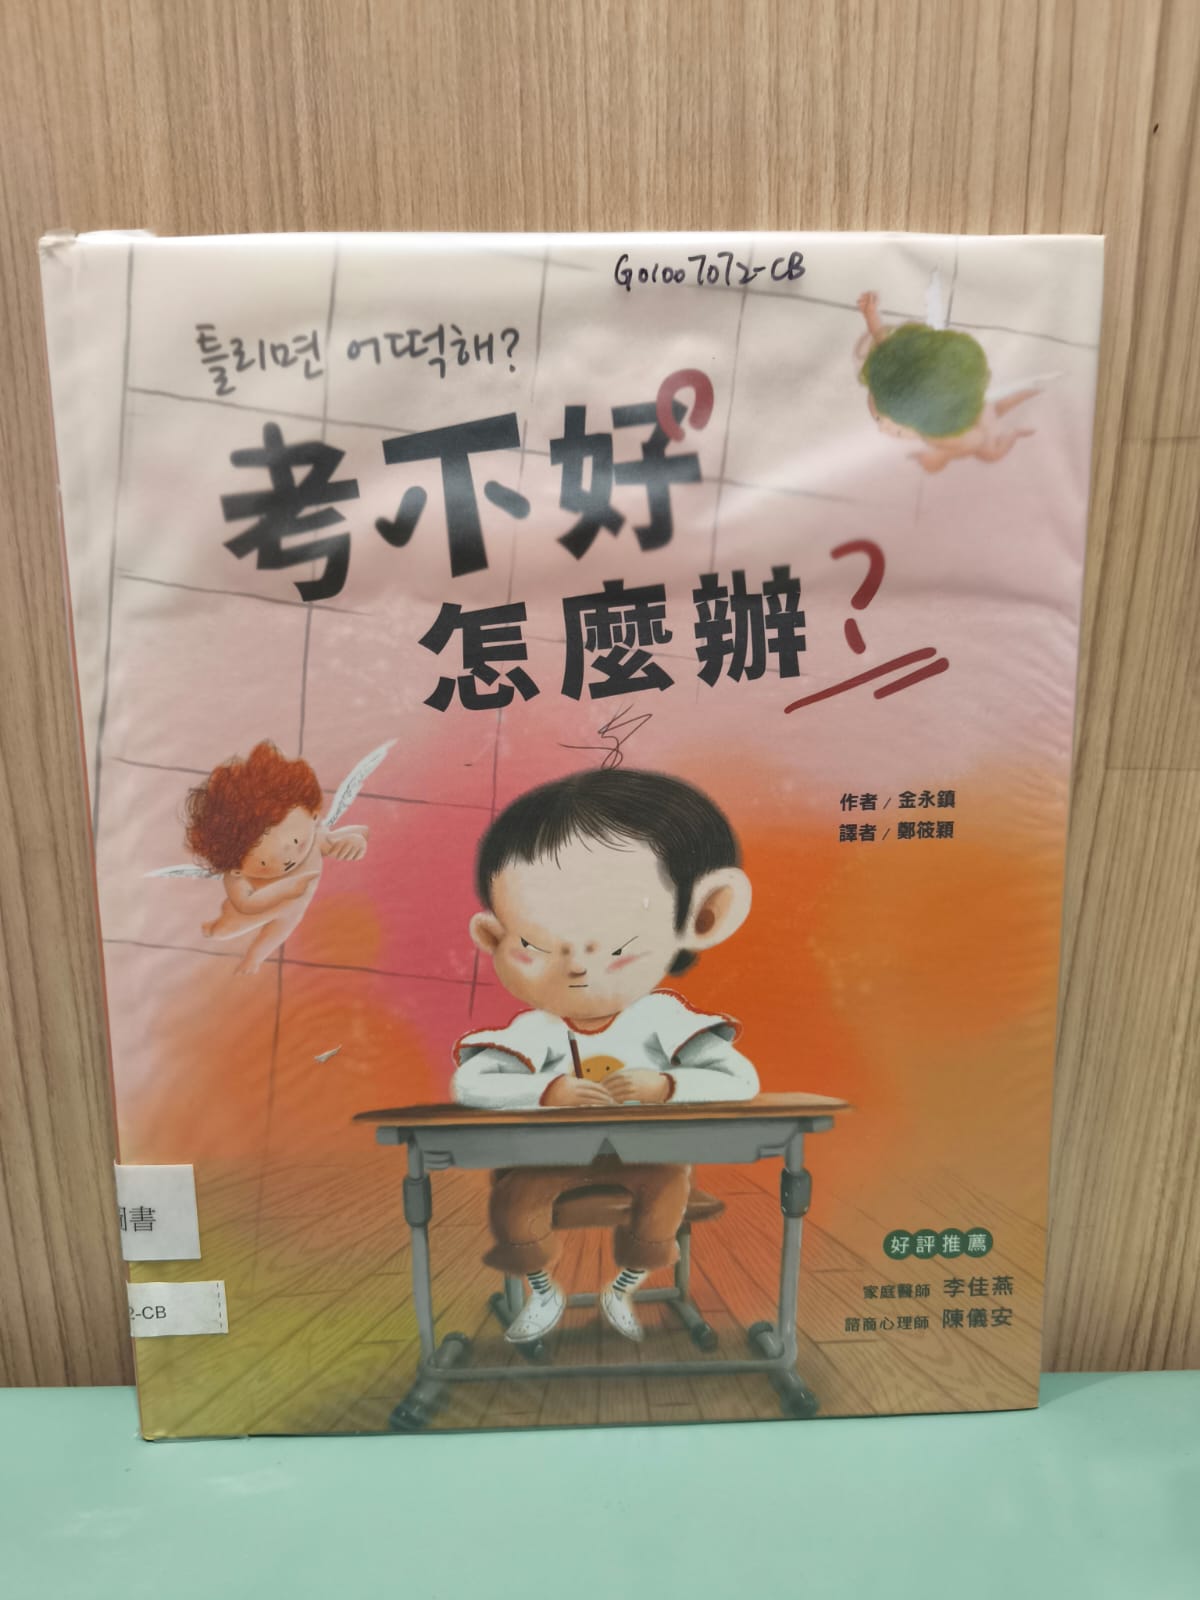 G01007072-CB
틀리면 어떡해?
考不好
怎麼辦?
作者／金永鎮
譯者／鄭筱穎
圖書
2-CB
好評推薦
家庭醫師 李佳燕
諮商心理師 陳儀安